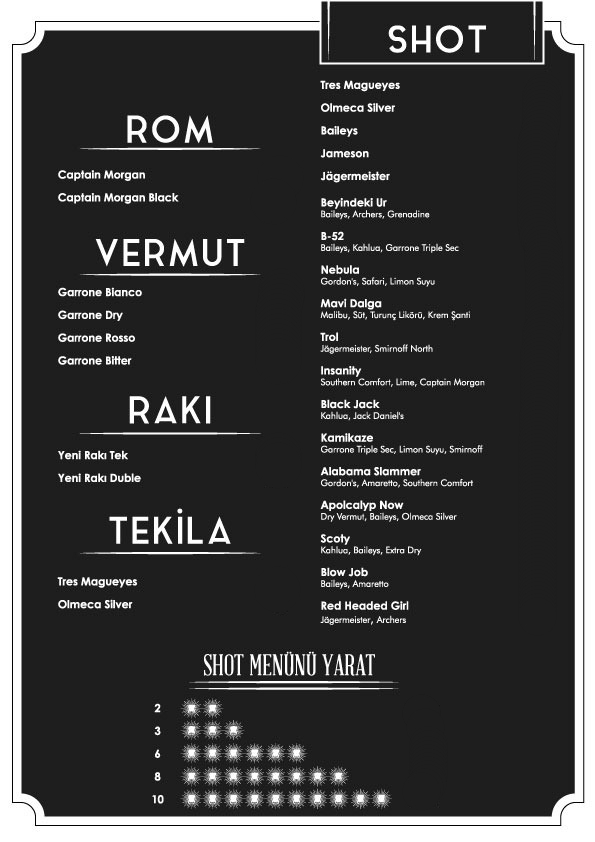 ROM
Captain Morgan
Captain Morgan Black
VERMUT
Garrone Bianco
Garrone Dry
Garrone Rosso
Garrone Bitter
RAKI
Yeni Rakı Tek
Yeni Rakı Duble
TEKİLA
Tres Magueyes
Olmeca Silver
SHOT
Tres Magueyes
Olmeca Silver
Baileys
Jameson
Jägermeister
Beyindeki Ur
Baileys, Archers, Grenadine
B-52
Baileys, Kahlua, Garrone Triple Sec
Nebula
Gordon's, Safari, Limon Suyu
Mavi Dalga
Malibu, Süt, Turunç Likörü, Krem Şanti
Trol
Jägermeister, Smirnoff North
Insanity
Southern Comfort, Lime, Captain Morgan
Black Jack
Kahlua, Jack Daniel's
Kamikaze
Garrone Triple Sec, Limon Suyu, Smirnoff
Alabama Slammer
Gordon's, Amaretto, Southern Comfort
Apolcalyp Now
Dry Vermut, Baileys, Olmeca Silver
Scoty
Kahlua, Baileys, Extra Dry
Blow Job
Baileys, Amaretto
Red Headed Girl
Jägermeister, Archers
SHOT MENÜNÜ YARAT
2
3
6
8
10